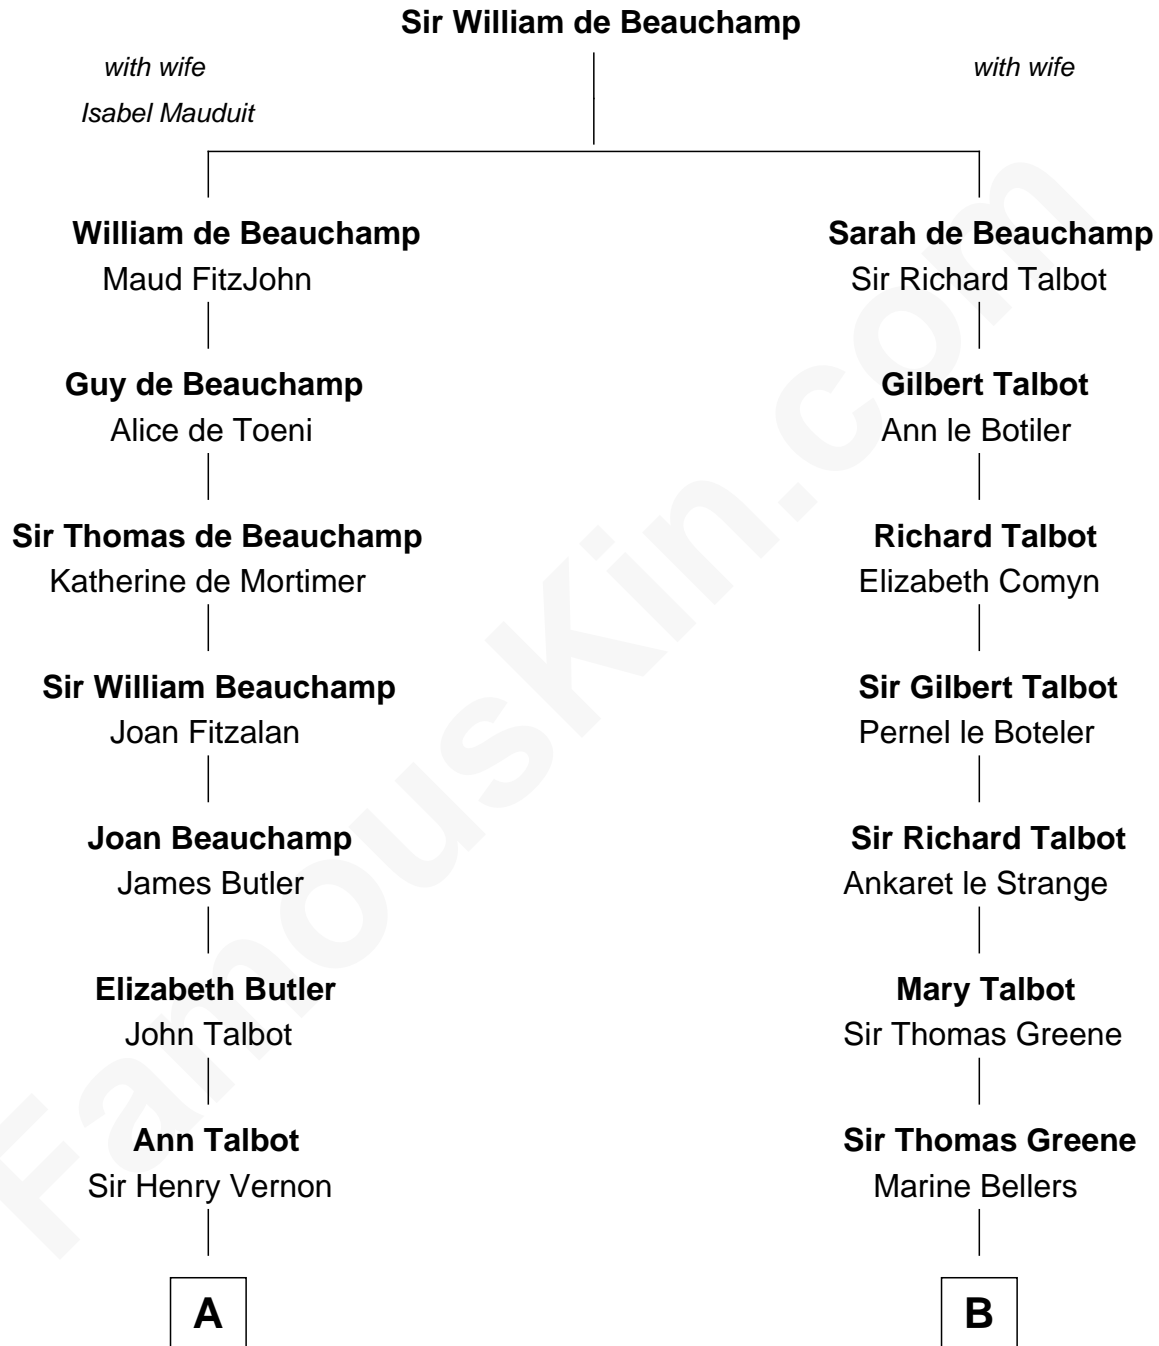 Sir William de Beauchamp
with wife
with wife
Isabel Mauduit
William de Beauchamp
Sarah de Beauchamp
Maud FitzJohn
Sir Richard Talbot
Guy de Beauchamp
Gilbert Talbot
Alice de Toeni
Ann le Botiler
Sir Thomas de Beauchamp
Richard Talbot
Katherine de Mortimer
Elizabeth Comyn
Sir William Beauchamp
Sir Gilbert Talbot
Joan Fitzalan
Pernel le Boteler
Joan Beauchamp
Sir Richard Talbot
James Butler
Ankaret le Strange
Elizabeth Butler
Mary Talbot
John Talbot
Sir Thomas Greene
Ann Talbot
Sir Thomas Greene
Sir Henry Vernon
Marine Bellers
A
B
FamousKin.com